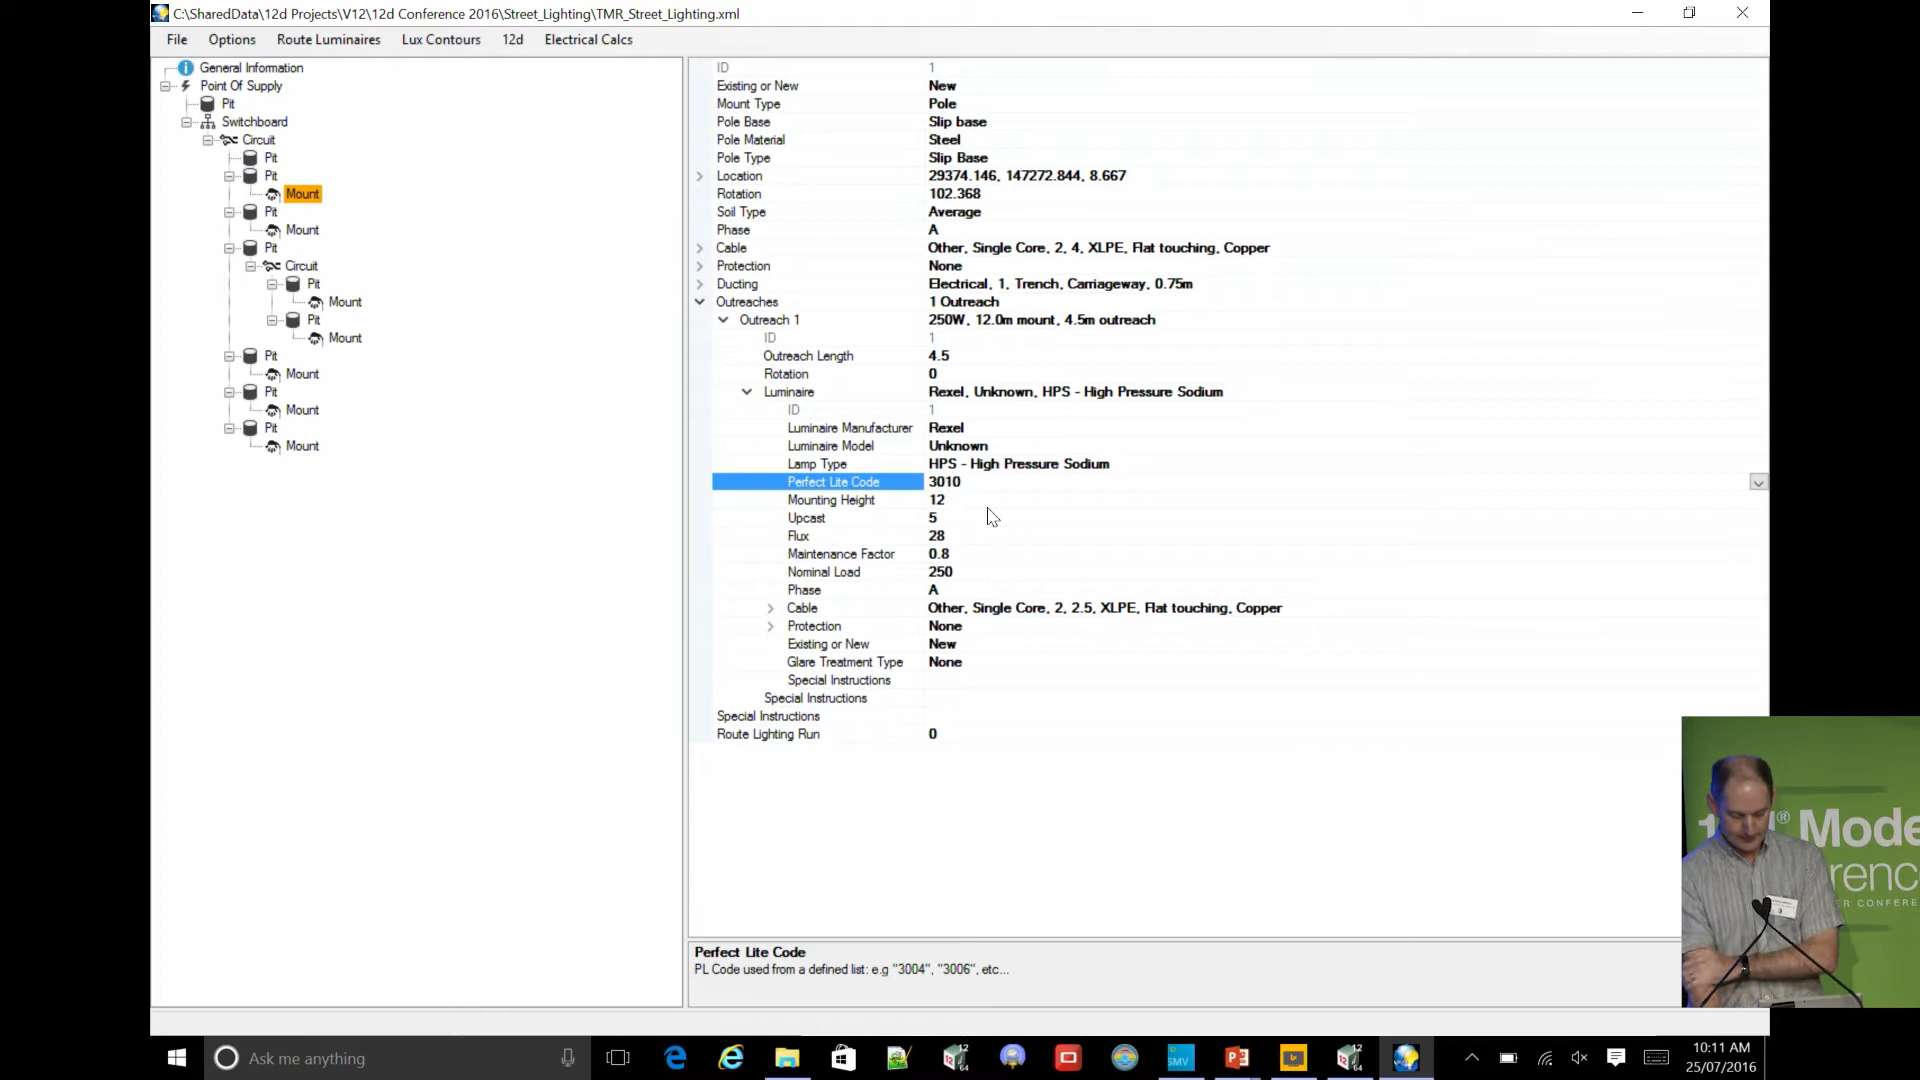 C:\SharedData\12d Projects\V12\12d Conference 2016\Street_Lighting\TMR_Street_Lighting.xml
File Options Route Luminaires Lux Contours 12d Electrical Calcs
General Information
Point Of Supply
Pit
Switchboard
Circuit
Pit
Pit
Mount
Pit
Mount
Pit
Circuit
Pit
Mount
Pit
Mount
Pit
Mount
Pit
Mount
Pit
Mount
ID 1
Existing or New New
Mount Type Pole
Pole Base Slip base
Pole Material Steel
Pole Type Slip Base
Location 29374.146, 147272.844, 8.667
Rotation 102.368
Soil Type Average
Phase A
Cable Other, Single Core, 2, 4, XLPE, Flat touching, Copper
Protection None
Ducting Electrical, 1, Trench, Carriageway, 0.75m
Outreaches 1 Outreach
Outreach 1 250W, 12.0m mount, 4.5m outreach
ID 1
Outreach Length 4.5
Rotation 0
Luminaire Rexel, Unknown, HPS - High Pressure Sodium
ID 1
Luminaire Manufacturer Rexel
Luminaire Model Unknown
Lamp Type HPS - High Pressure Sodium
Perfect Lite Code 3010
Mounting Height 12
Upcast 5
Flux 28
Maintenance Factor 0.8
Nominal Load 250
Phase A
Cable Other, Single Core, 2, 2.5, XLPE, Flat touching, Copper
Protection None
Existing or New New
Glare Treatment Type None
Special Instructions
Special Instructions
Special Instructions
Route Lighting Run 0
Perfect Lite Code
PL Code used from a defined list: e.g "3004", "3006", etc...
Ask me anything
10:11 AM
25/07/2016